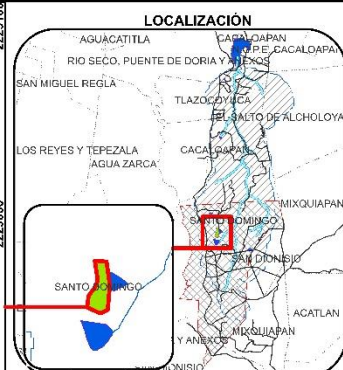 LOCALIZACIÓN
AGUACATITLA
RIO SECO, PUENTE DE DORIA Y ANEXOS
CACALOAPAN
SAN MIGUEL REGLA
TLAZOCOYUCA
EL SALTO DE ALCHOLOYA
LOS REYES Y TEPEZALA
CACALOAPAN
AGUA ZARCA
MIXQUIAPAN
SANTO DOMINGO
SAN DIONISIO
SANTO DOMINGO
ACATLAN
MIXQUIAPAN
Y ANEXOS